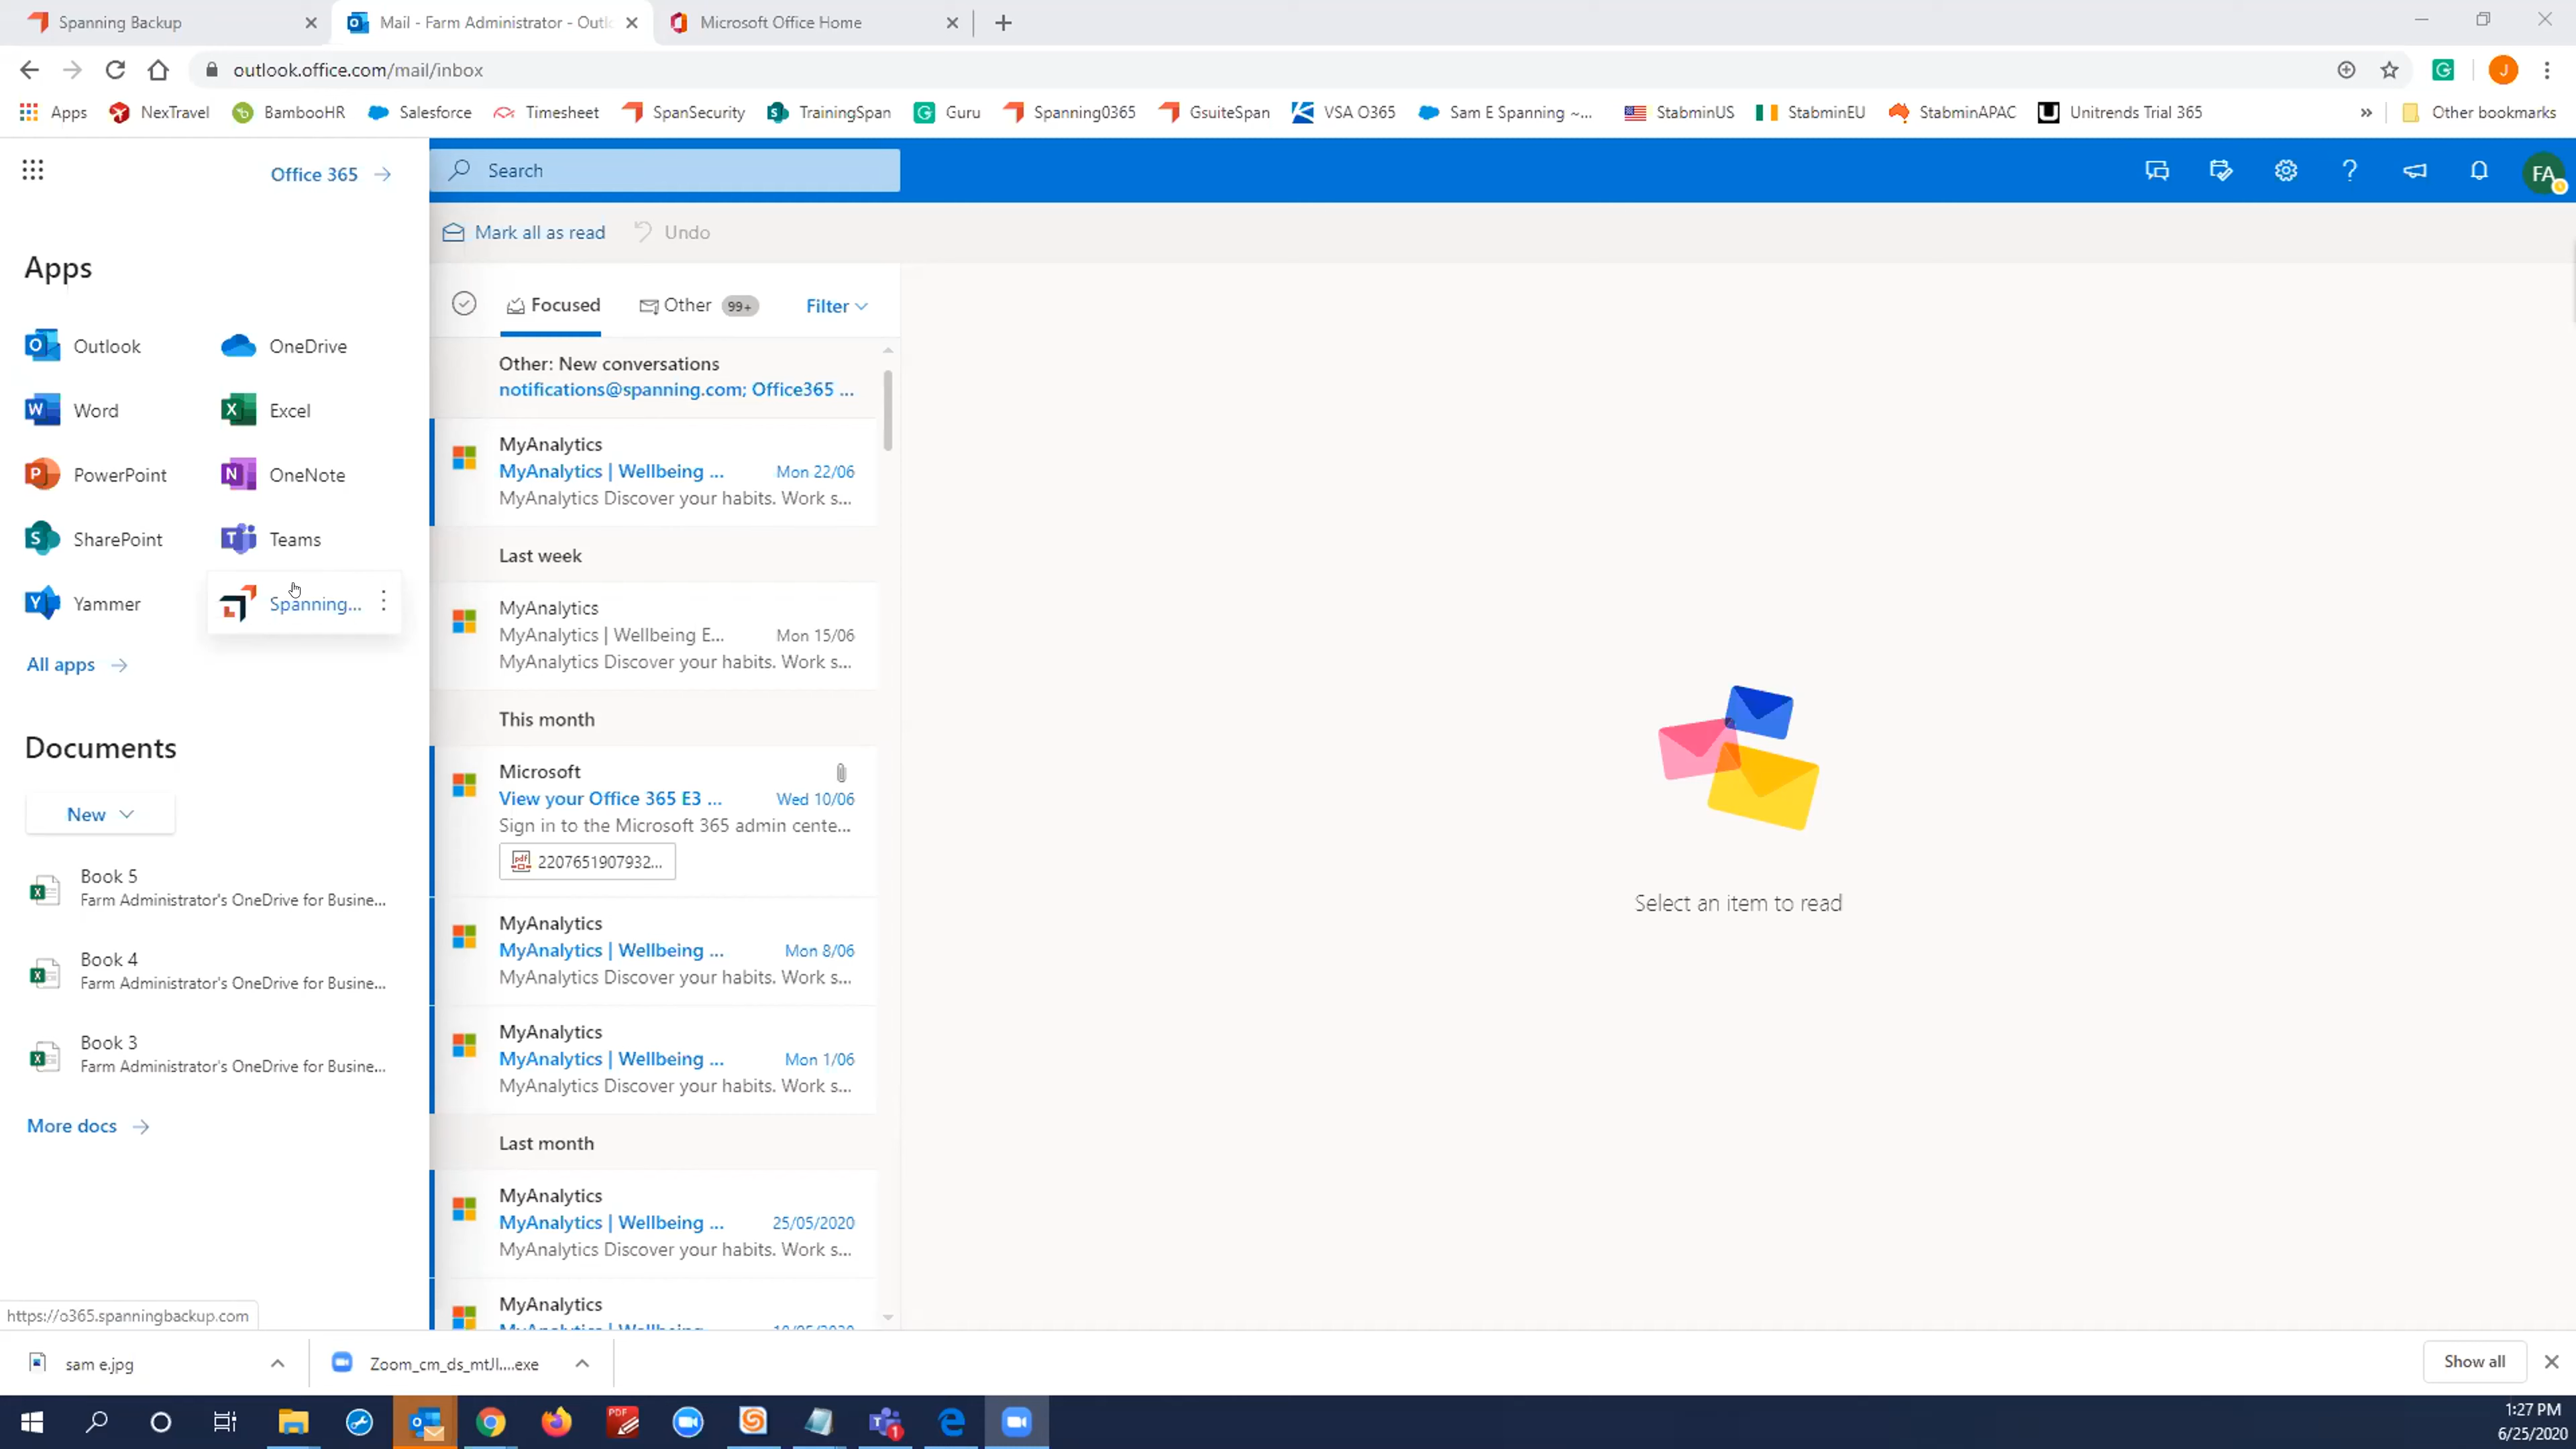 Spanning Backup
Mail - Farm Administrator - Outlo
Microsoft Office Home
outlook.office.com/mail/inbox
J
Apps NexTravel BambooHR Salesforce Timesheet SpanSecurity TrainingSpan Guru Spanning0365 GsuiteSpan VSA O365 Sam E Spanning ~... StabminUS StabminEU StabminAPAC Unitrends Trial 365 » Other bookmarks
Office 365 →
Search
FA
Mark all as read Undo
Apps
Outlook OneDrive
Word Excel
PowerPoint OneNote
SharePoint Teams
Yammer Spanning...
All apps →
Documents
New
Book 5
Farm Administrator's OneDrive for Busine...
Book 4
Farm Administrator's OneDrive for Busine...
Book 3
Farm Administrator's OneDrive for Busine...
More docs →
https://o365.spanningbackup.com
Focused Other 99+ Filter
Other: New conversations
notifications@spanning.com; Office365 ...
MyAnalytics
MyAnalytics | Wellbeing ... Mon 22/06
MyAnalytics Discover your habits. Work s...
Last week
MyAnalytics
MyAnalytics | Wellbeing E... Mon 15/06
MyAnalytics Discover your habits. Work s...
This month
Microsoft
View your Office 365 E3 ... Wed 10/06
Sign in to the Microsoft 365 admin cente...
2207651907932...
MyAnalytics
MyAnalytics | Wellbeing ... Mon 8/06
MyAnalytics Discover your habits. Work s...
MyAnalytics
MyAnalytics | Wellbeing ... Mon 1/06
MyAnalytics Discover your habits. Work s...
Last month
MyAnalytics
MyAnalytics | Wellbeing ... 25/05/2020
MyAnalytics Discover your habits. Work s...
MyAnalytics
Select an item to read
sam e.jpg
Zoom_cm_ds_mtJl....exe
Show all
1:27 PM
6/25/2020